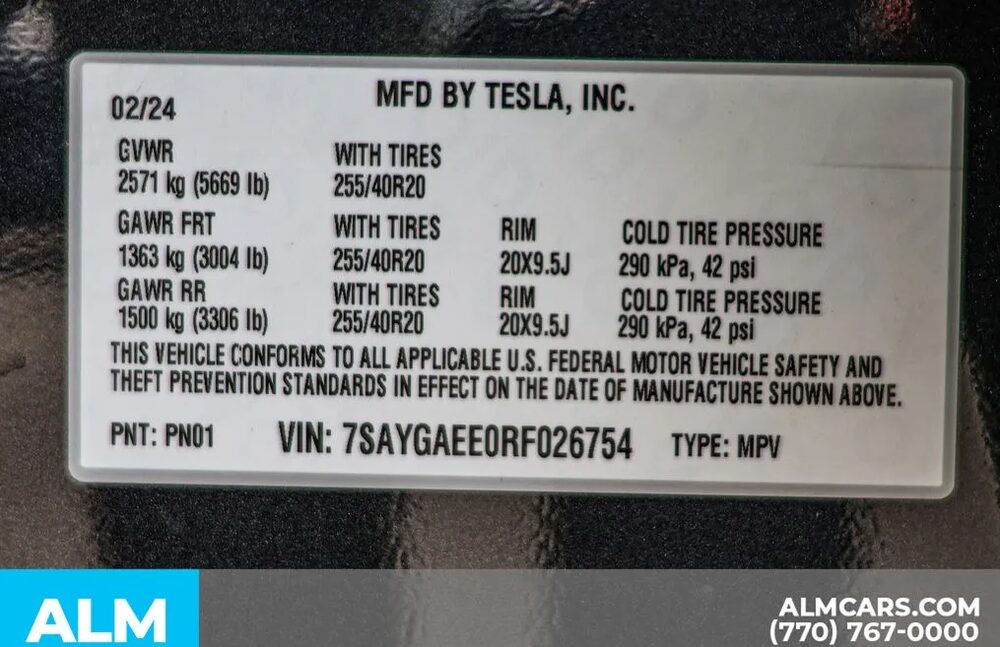 MFD BY TESLA, INC.
02/24
GVWR WITH TIRES
2571 kg (5669 lb) 255/40R20
GAWR FRT WITH TIRES RIM COLD TIRE PRESSURE
1363 kg (3004 lb) 255/40R20 20X9.5J 290 kPa, 42 psi
GAWR RR WITH TIRES RIM COLD TIRE PRESSURE
1500 kg (3306 lb) 255/40R20 20X9.5J 290 kPa, 42 psi
THIS VEHICLE CONFORMS TO ALL APPLICABLE U.S. FEDERAL MOTOR VEHICLE SAFETY AND
THEFT PREVENTION STANDARDS IN EFFECT ON THE DATE OF MANUFACTURE SHOWN ABOVE.
PNT: PN01 VIN: 7SAYGAEE0RF026754 TYPE: MPV
ALM
ALMCARS.COM
(770) 767-0000